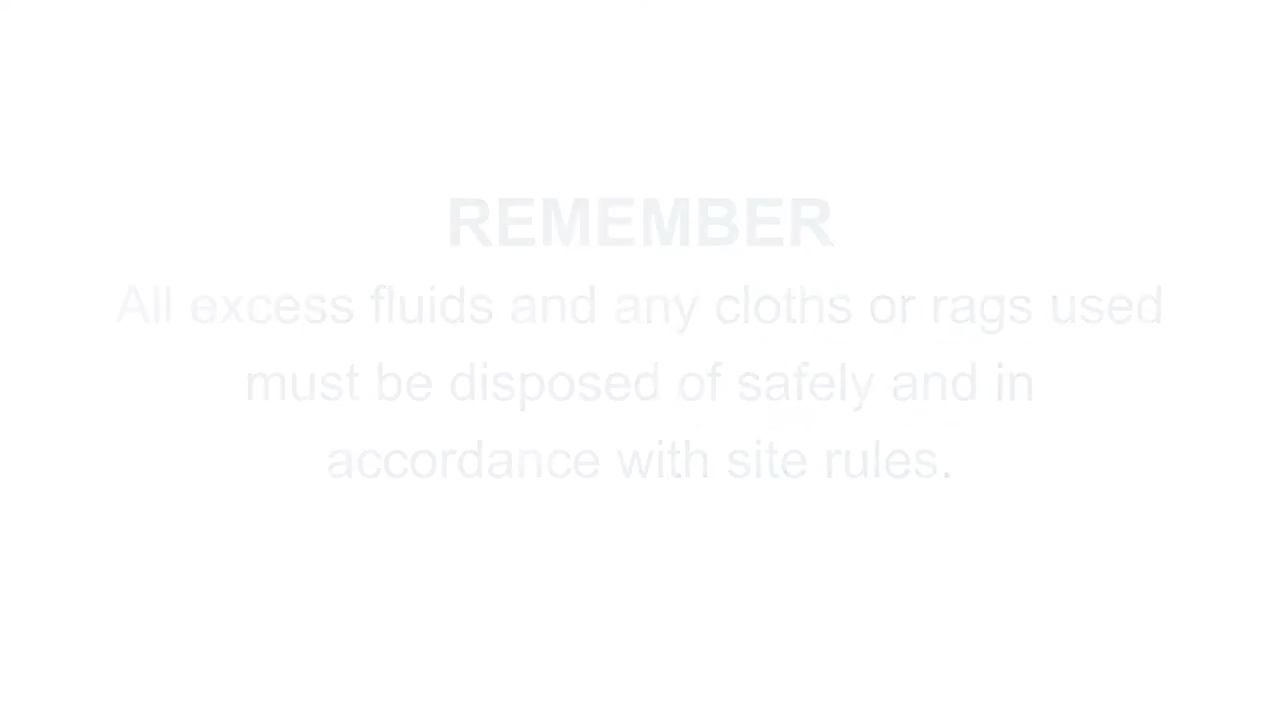 REMEMBER
All excess fluids and any cloths or rags used
must be disposed of safely and in
accordance with site rules.